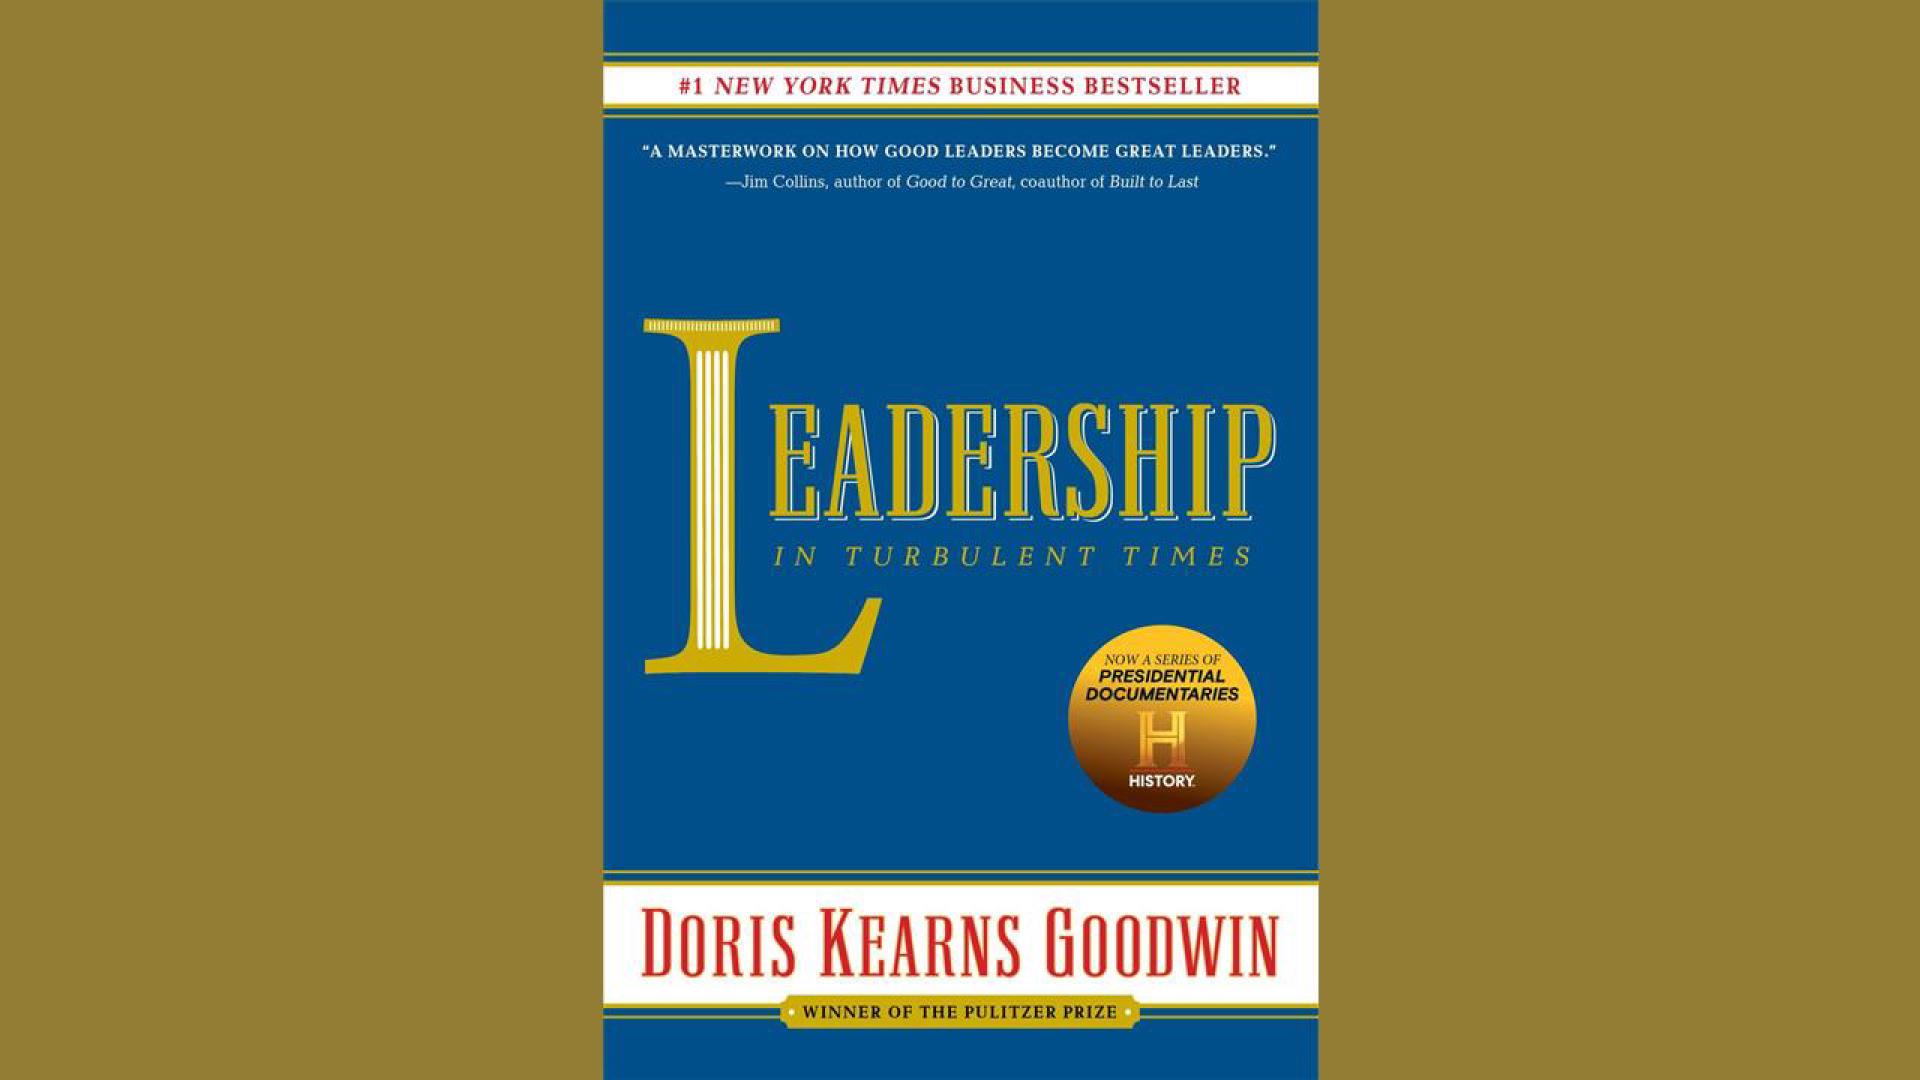 #1 NEW YORK TIMES BUSINESS BESTSELLER
“A MASTERWORK ON HOW GOOD LEADERS BECOME GREAT LEADERS.”
—Jim Collins, author of Good to Great, coauthor of Built to Last
LEADERSHIP
IN TURBULENT TIMES
NOW A SERIES OF
PRESIDENTIAL
DOCUMENTARIES
H
HISTORY.
DORIS KEARNS GOODWIN
WINNER OF THE PULITZER PRIZE